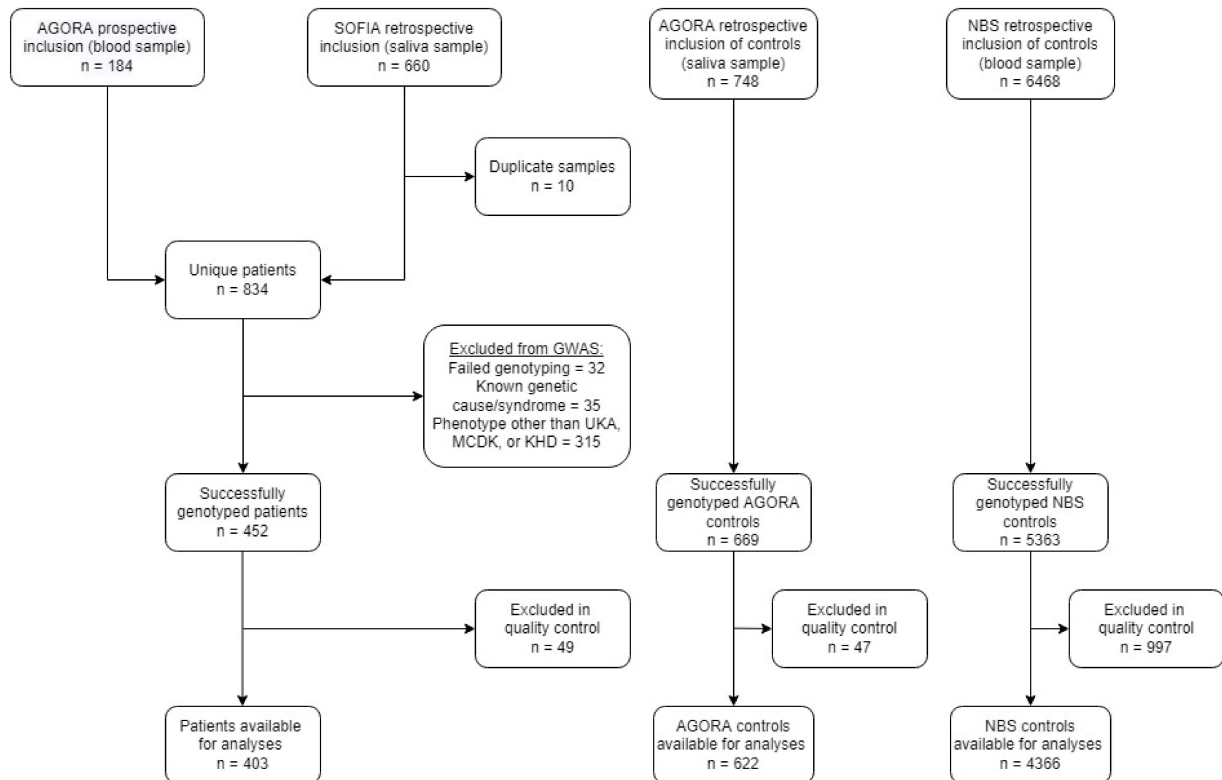 AGORA prospective
inclusion (blood sample)
n = 184
SOFIA retrospective
inclusion (saliva sample)
n = 660
AGORA retrospective
inclusion of controls
(saliva sample)
n = 748
NBS retrospective
inclusion of controls
(blood sample)
n = 6468
Duplicate samples
n = 10
Unique patients
n = 834
Excluded from GWAS:
Failed genotyping = 32
Known genetic
cause/syndrome = 35
Phenotype other than UKA,
MCDK, or KHD = 315
Successfully
genotyped patients
n = 452
Successfully
genotyped AGORA
controls
n = 669
Successfully
genotyped NBS
controls
n = 5363
Excluded in
quality control
n = 49
Excluded in
quality control
n = 47
Excluded in
quality control
n = 997
Patients available
for analyses
n = 403
AGORA controls
available for analyses
n = 622
NBS controls
available for analyses
n = 4366